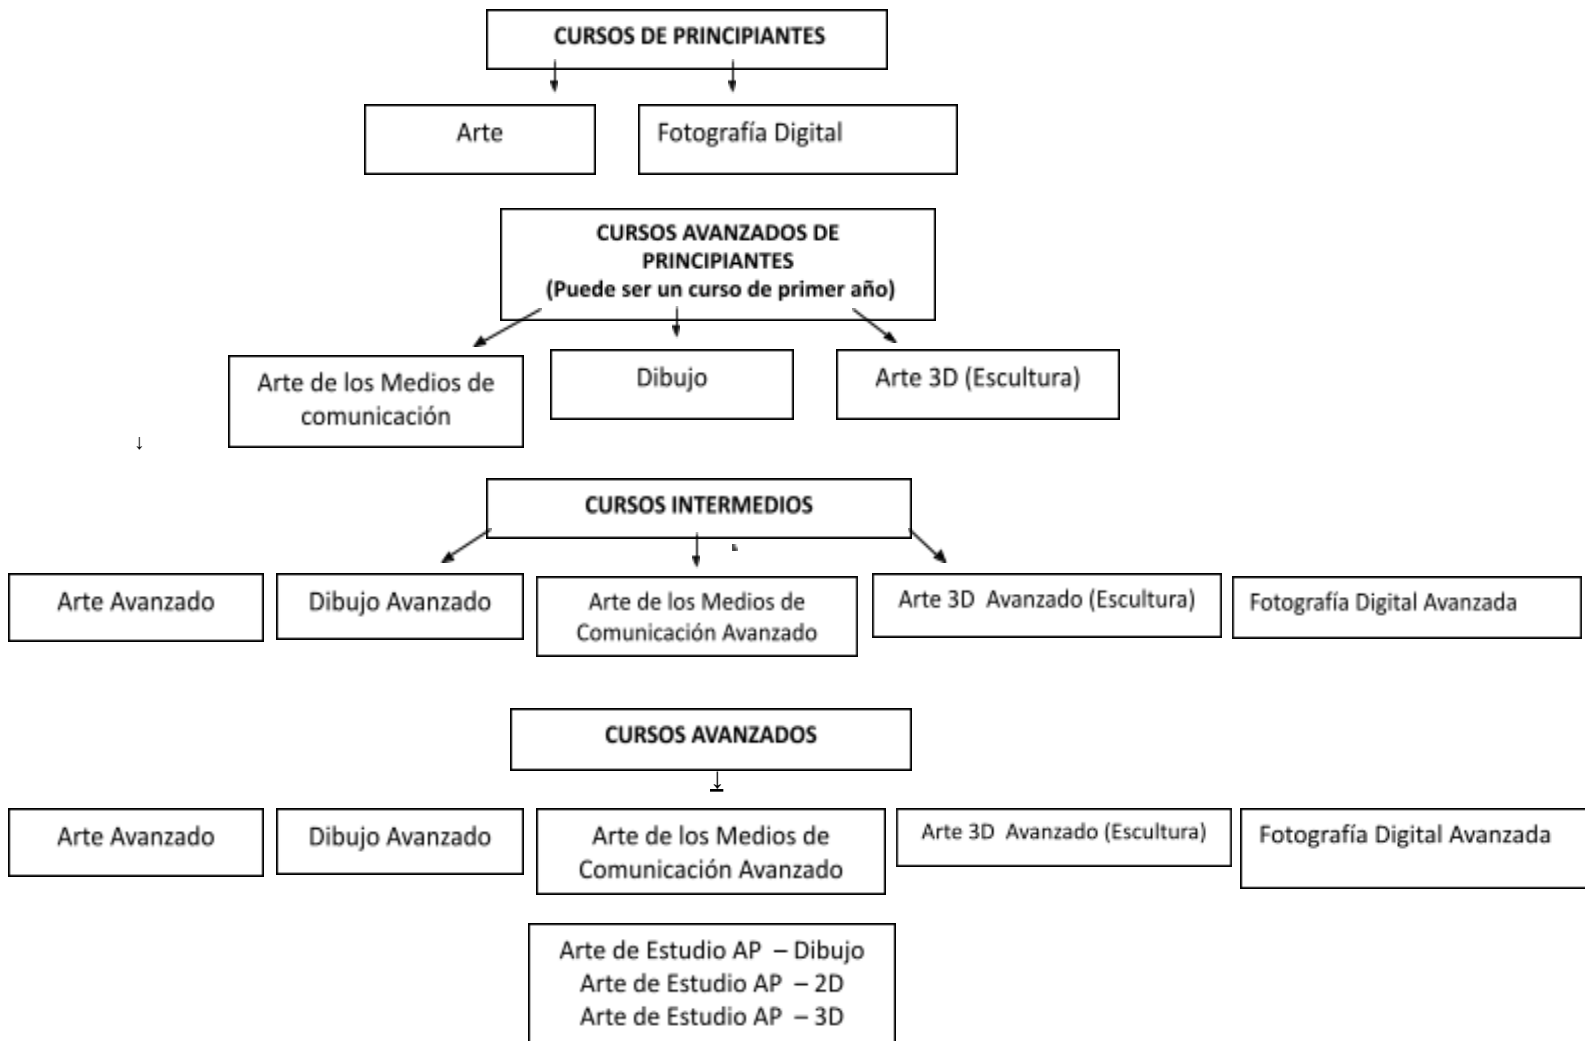 CURSOS DE PRINCIPIANTES
Arte
Fotografía Digital
CURSOS AVANZADOS DE
PRINCIPIANTES
(Puede ser un curso de primer año)
Arte de los Medios de
comunicación
Dibujo
Arte 3D (Escultura)
CURSOS INTERMEDIOS
Arte Avanzado
Dibujo Avanzado
Arte de los Medios de
Comunicación Avanzado
Arte 3D  Avanzado (Escultura)
Fotografía Digital Avanzada
CURSOS AVANZADOS
Arte Avanzado
Dibujo Avanzado
Arte de los Medios de
Comunicación Avanzado
Arte 3D  Avanzado (Escultura)
Fotografía Digital Avanzada
Arte de Estudio AP  – Dibujo
Arte de Estudio AP  – 2D
Arte de Estudio AP  – 3D